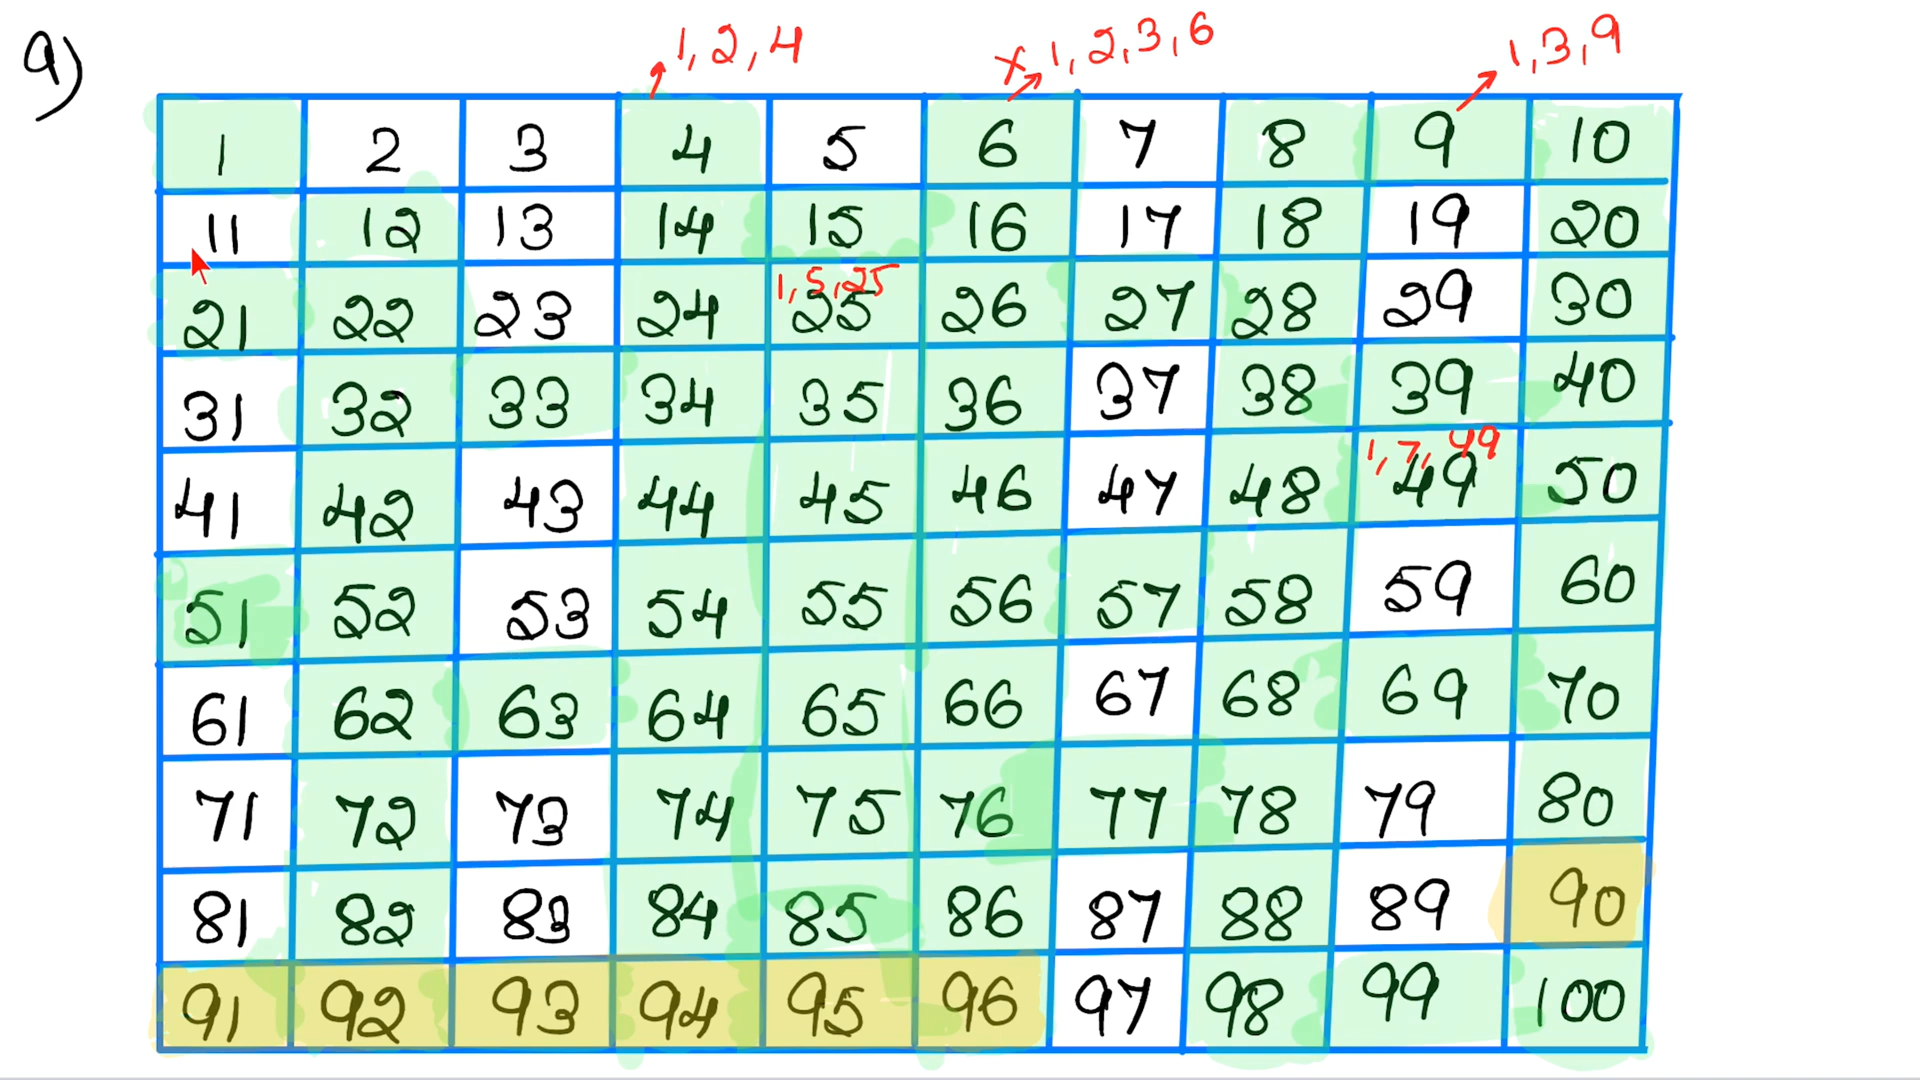 9)
1, 2, 4
x 1, 2, 3, 6
1, 3, 9
1 2 3 4 5 6 7 8 9 10
11 12 13 14 15 16 17 18 19 20
1, 5, 25
21 22 23 24 25 26 27 28 29 30
31 32 33 34 35 36 37 38 39 40
1, 7, 49
41 42 43 44 45 46 47 48 49 50
51 52 53 54 55 56 57 58 59 60
61 62 63 64 65 66 67 68 69 70
71 72 73 74 75 76 77 78 79 80
81 82 83 84 85 86 87 88 89 90
91 92 93 94 95 96 97 98 99 100